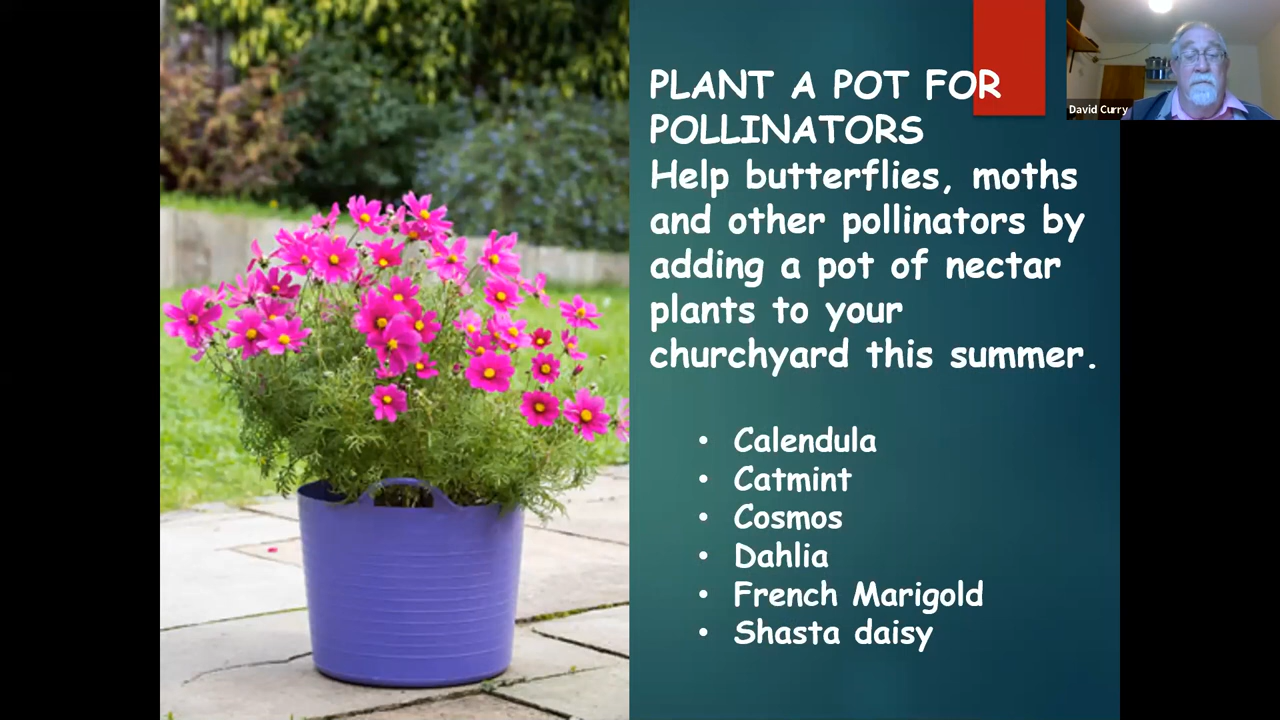 PLANT A POT FOR
POLLINATORS
Help butterflies, moths
and other pollinators by
adding a pot of nectar
plants to your
churchyard this summer.
• Calendula
• Catmint
• Cosmos
• Dahlia
• French Marigold
• Shasta daisy
David Curry